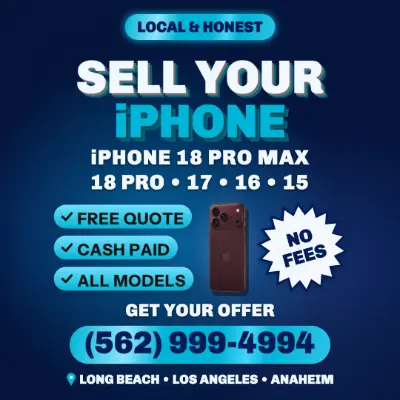 LOCAL & HONEST
SELL YOUR
iPHONE
iPHONE 18 PRO MAX
18 PRO • 17 • 16 • 15
FREE QUOTE
CASH PAID
ALL MODELS
NO
FEES
GET YOUR OFFER
(562) 999-4994
LONG BEACH • LOS ANGELES • ANAHEIM